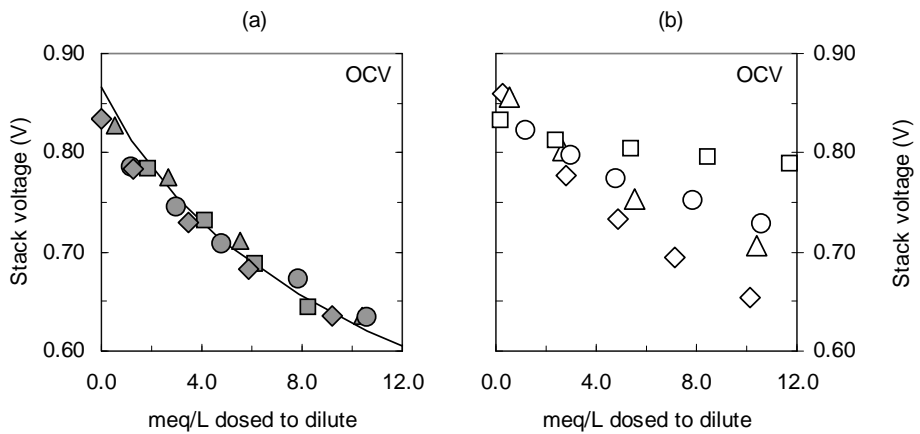 (a)
(b)
0.90
0.80
0.70
0.60
Stack voltage (V)
OCV
0.0
4.0
8.0
12.0
meq/L dosed to dilute
OCV
0.90
0.80
0.70
0.60
Stack voltage (V)
0.0
4.0
8.0
12.0
meq/L dosed to dilute